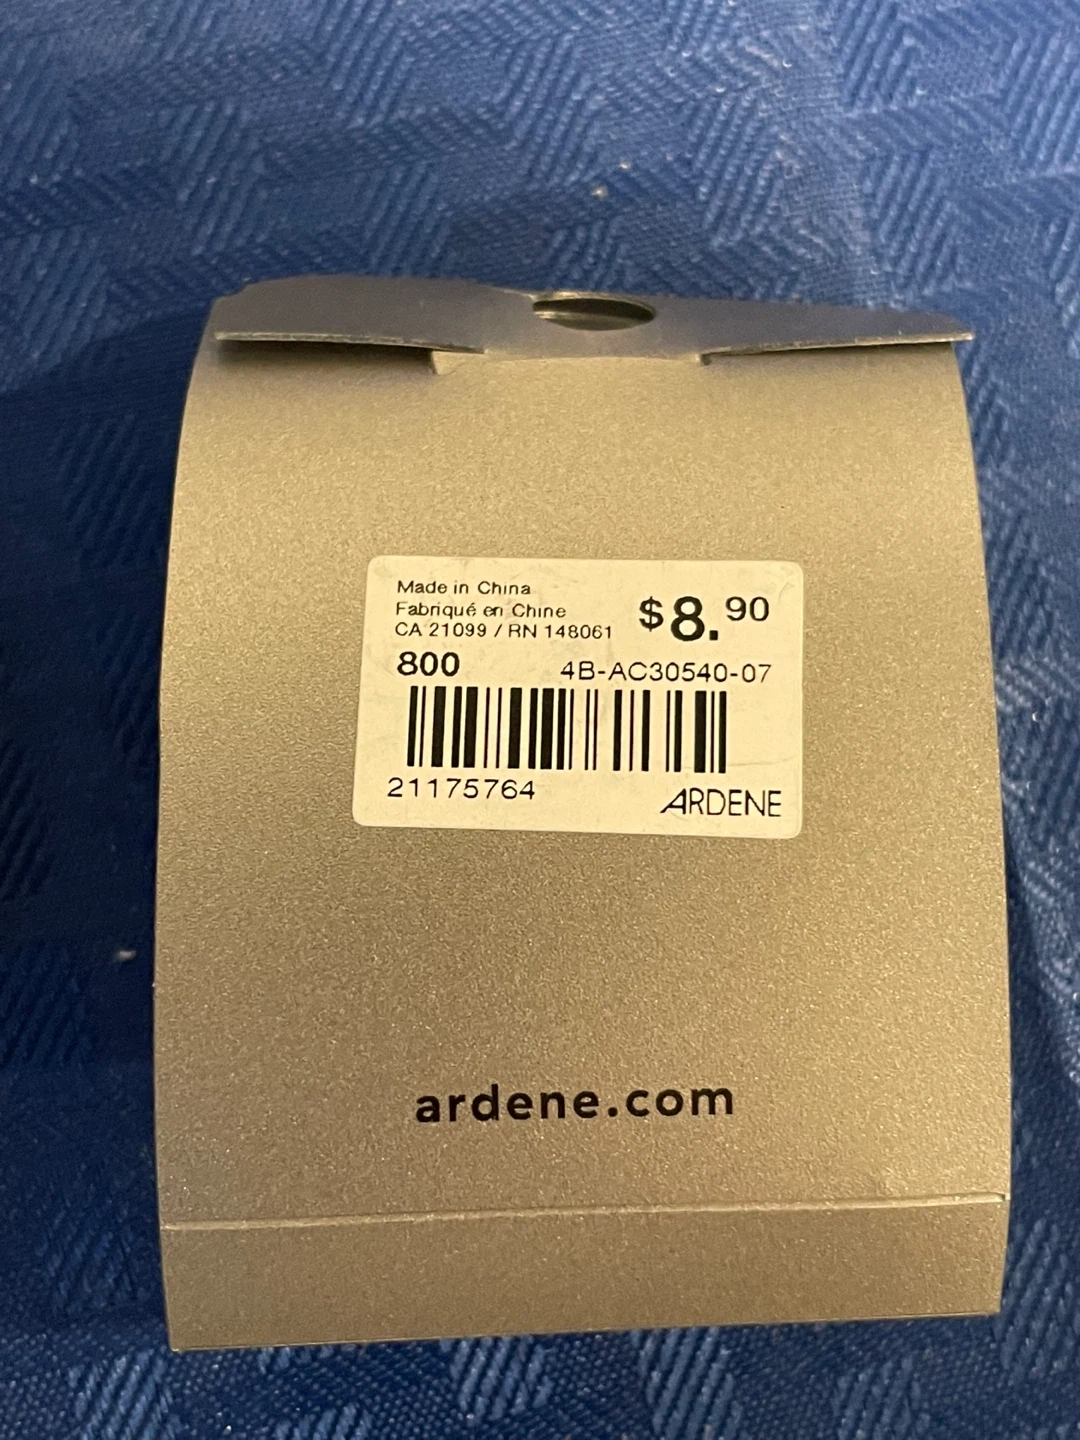 Made in China
Fabriqué en Chine
CA 21099 / RN 148061
$8.90
800
4B-AC30540-07
21175764
ARDENE
ardene.com